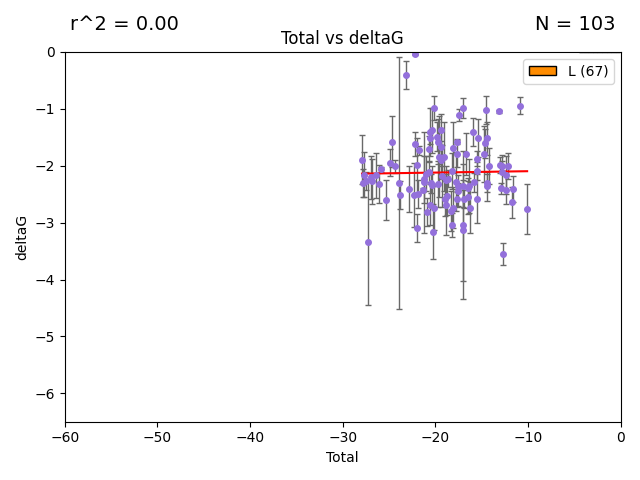 r^2 = 0.00
N = 103
Total vs deltaG
L (67)
0
−1
−2
−3
−4
−5
−6
deltaG
−60
−50
−40
−30
−20
−10
0
Total